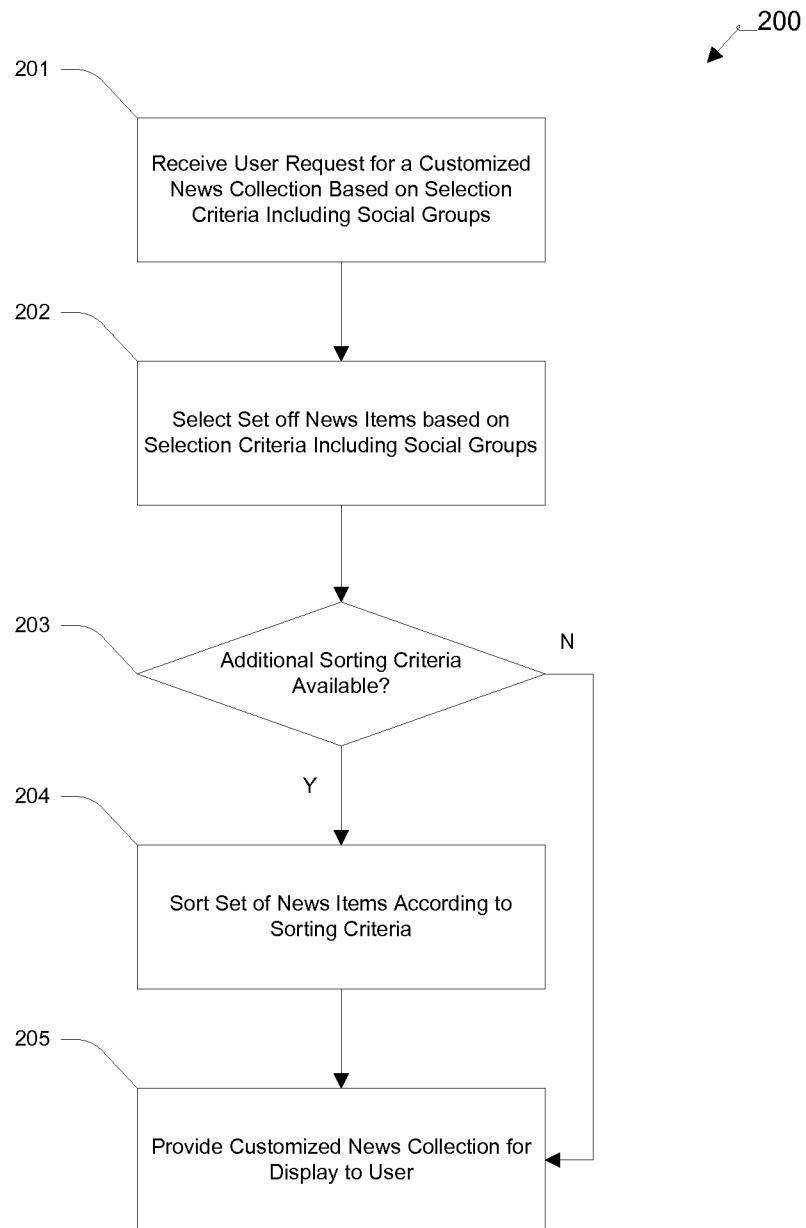 200
201
Receive User Request for a Customized
News Collection Based on Selection
Criteria Including Social Groups
202
Select Set off News Items based on
Selection Criteria Including Social Groups
203
Additional Sorting Criteria
Available?
N
Y
204
Sort Set of News Items According to
Sorting Criteria
205
Provide Customized News Collection for
Display to User